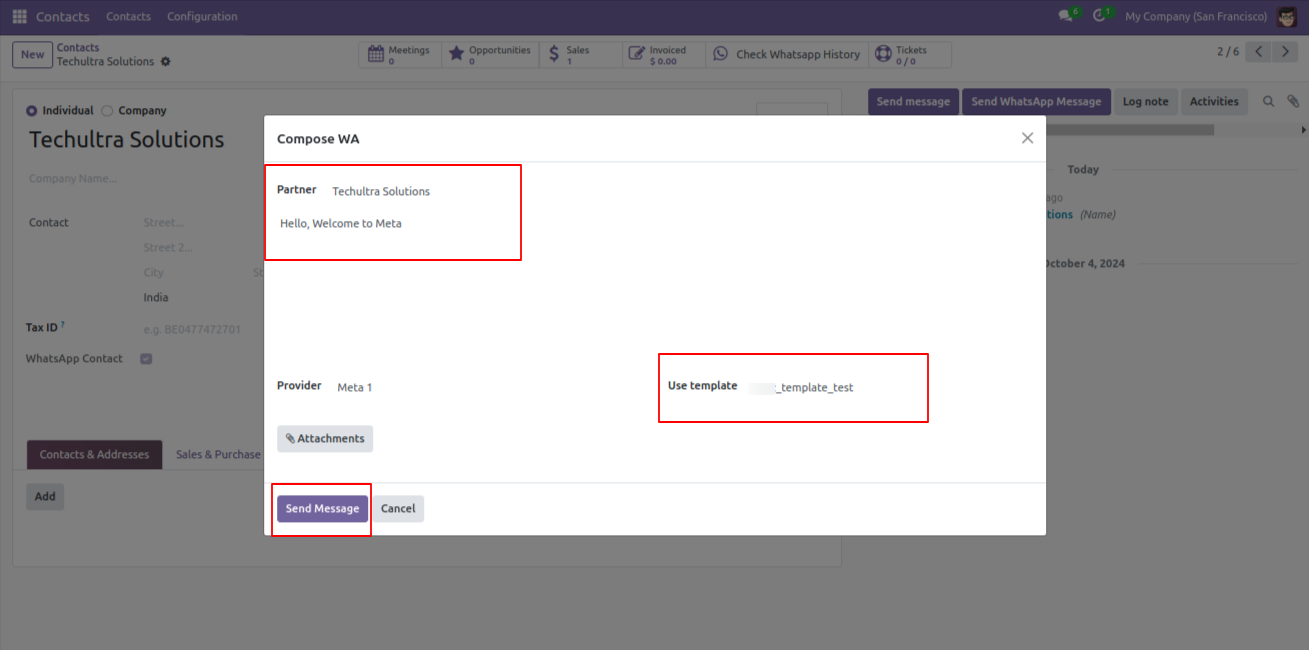 Contacts Contacts Configuration 6 1 My Company (San Francisco)
New Contacts
Techultra Solutions
Meetings
0
Opportunities
0
Sales
1
Invoiced
$ 0.00
Check Whatsapp History
Tickets
0 / 0
2 / 6
Individual Company
Techultra Solutions
Company Name...
Contact
Street...
Street 2...
City
India
Tax ID ?
e.g. BE0477472701
WhatsApp Contact
Contacts & Addresses Sales & Purchase
Add
Send message Send WhatsApp Message Log note Activities
Today
ago
tions (Name)
October 4, 2024
Compose WA
Partner Techultra Solutions
Hello, Welcome to Meta
Provider Meta 1
Use template _template_test
Attachments
Send Message Cancel